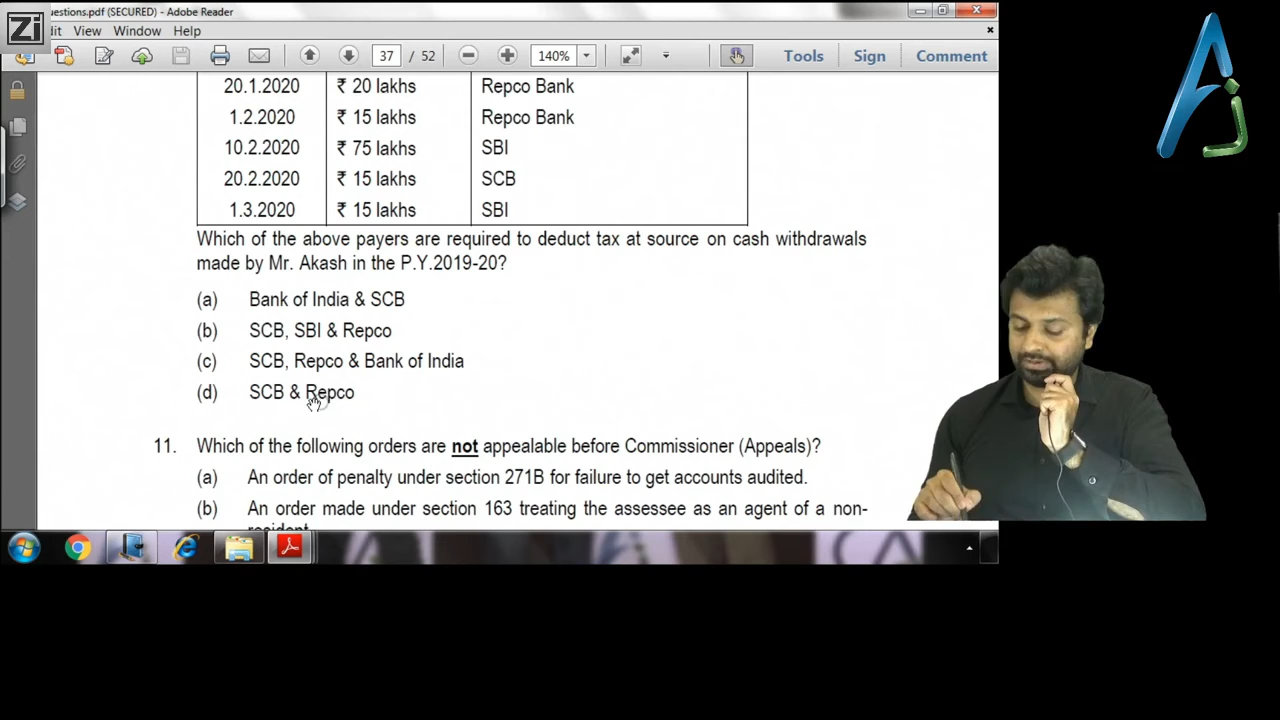 Zi
uestions.pdf (SECURED) - Adobe Reader
dit View Window Help
37 / 52 140% Tools Sign Comment
20.1.2020 ₹ 20 lakhs Repco Bank
1.2.2020 ₹ 15 lakhs Repco Bank
10.2.2020 ₹ 75 lakhs SBI
20.2.2020 ₹ 15 lakhs SCB
1.3.2020 ₹ 15 lakhs SBI
Which of the above payers are required to deduct tax at source on cash withdrawals
made by Mr. Akash in the P.Y.2019-20?
(a) Bank of India & SCB
(b) SCB, SBI & Repco
(c) SCB, Repco & Bank of India
(d) SCB & Repco
11. Which of the following orders are not appealable before Commissioner (Appeals)?
(a) An order of penalty under section 271B for failure to get accounts audited.
(b) An order made under section 163 treating the assessee as an agent of a non-
resident